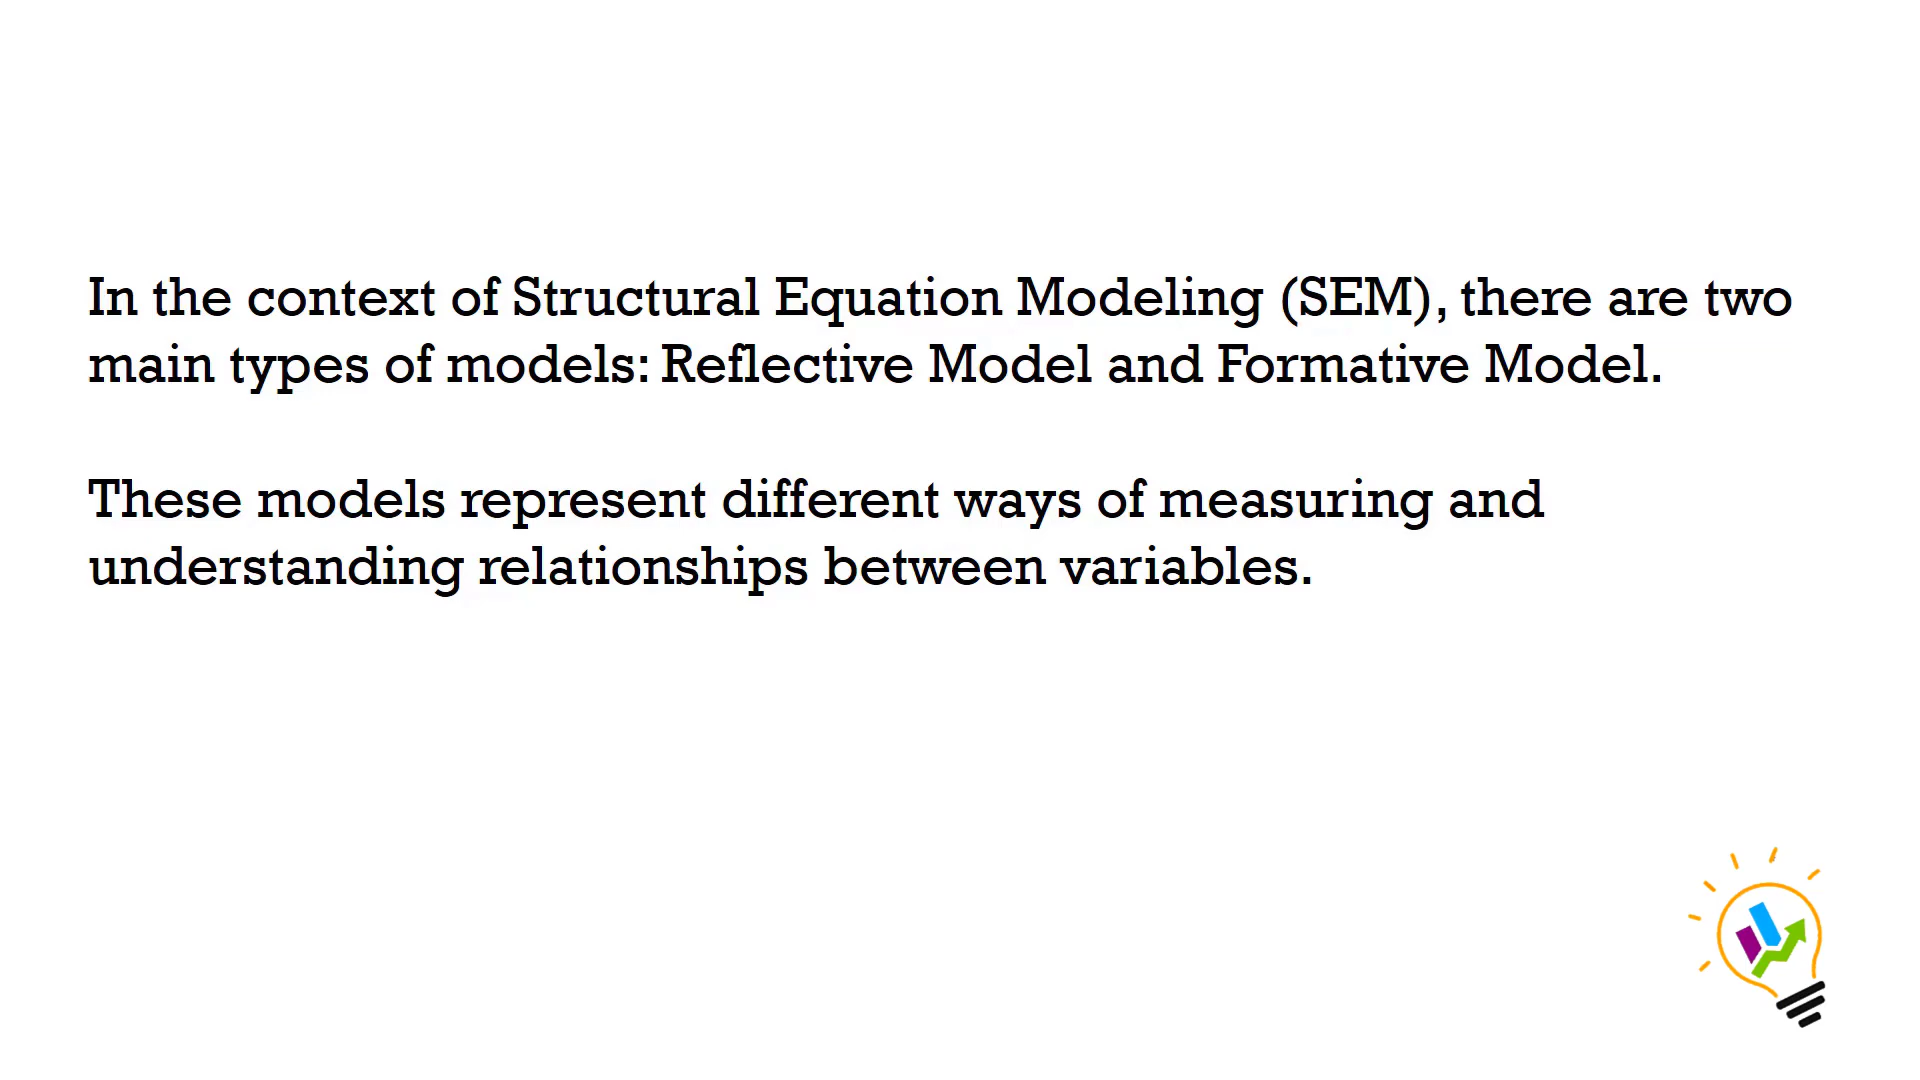 In the context of Structural Equation Modeling (SEM), there are two
main types of models: Reflective Model and Formative Model.
These models represent different ways of measuring and
understanding relationships between variables.